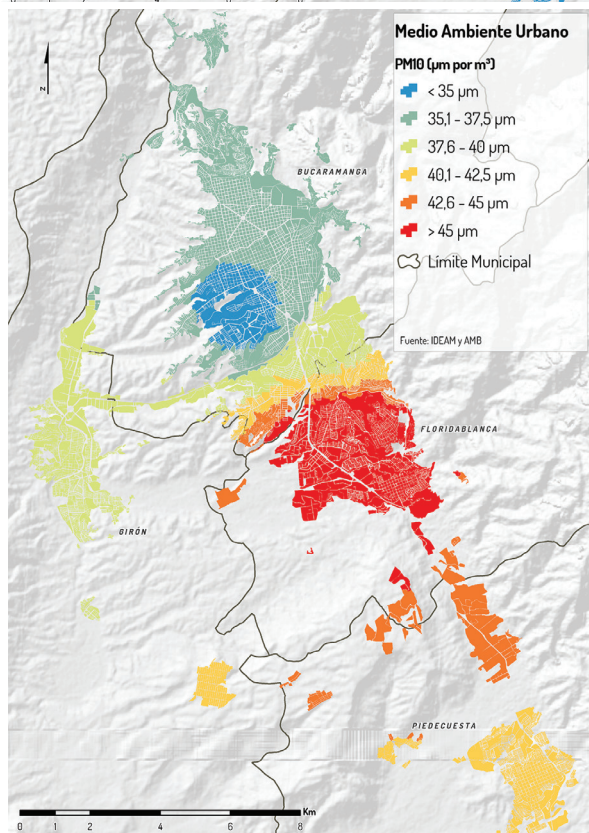 Medio Ambiente Urbano
PM10 (µm por m³)
< 35 µm
35,1 - 37,5 µm
37,6 - 40 µm
40,1 - 42,5 µm
42,6 - 45 µm
> 45 µm
Límite Municipal
Fuente: IDEAM y AMB
N
BUCARAMANGA
FLORIDABLANCA
GIRÓN
PIEDECUESTA
Km
0 1 2 4 6 8